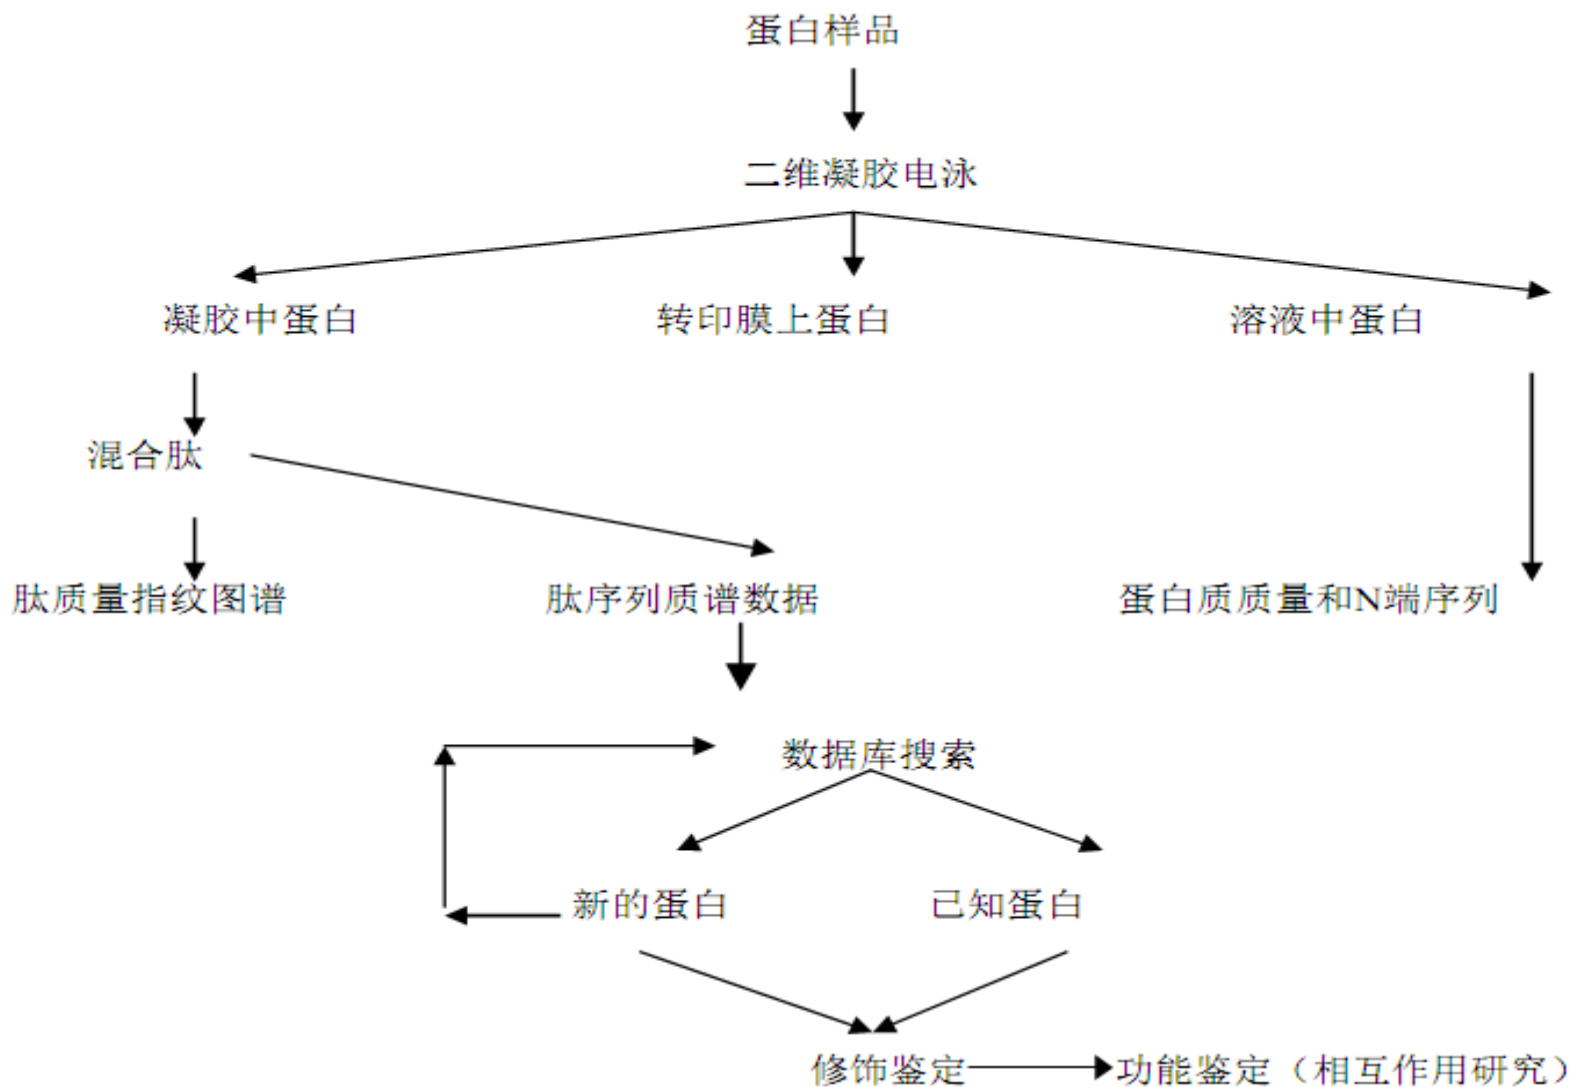 蛋白样品
二维凝胶电泳
凝胶中蛋白
转印膜上蛋白
溶液中蛋白
混合肽
肽质量指纹图谱
肽序列质谱数据
蛋白质质量和N端序列
数据库搜索
新的蛋白
已知蛋白
修饰鉴定
功能鉴定（相互作用研究）